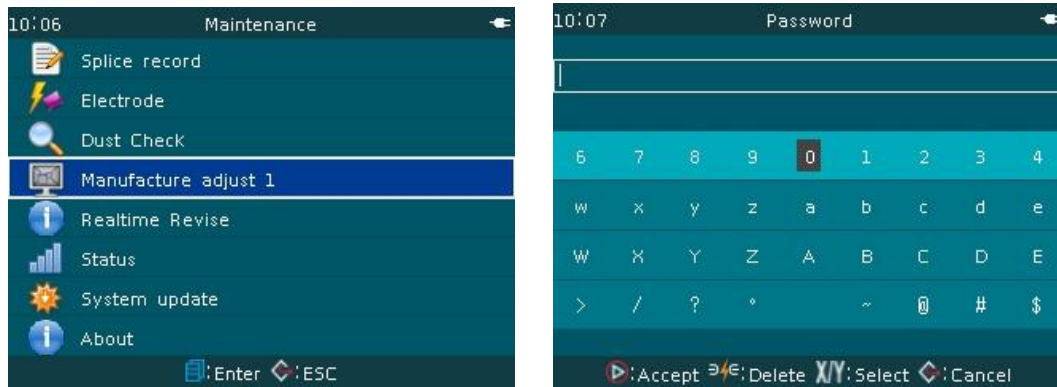 10:06 Maintenance
Splice record
Electrode
Dust Check
Manufacture adjust 1
Realtime Revise
Status
System update
About
:Enter :ESC
10:07 Password
6 7 8 9 0 1 2 3 4
w x y z a b c d e
W X Y Z A B C D E
> / ? ° ~ @ # $
:Accept :Delete X/Y:Select :Cancel